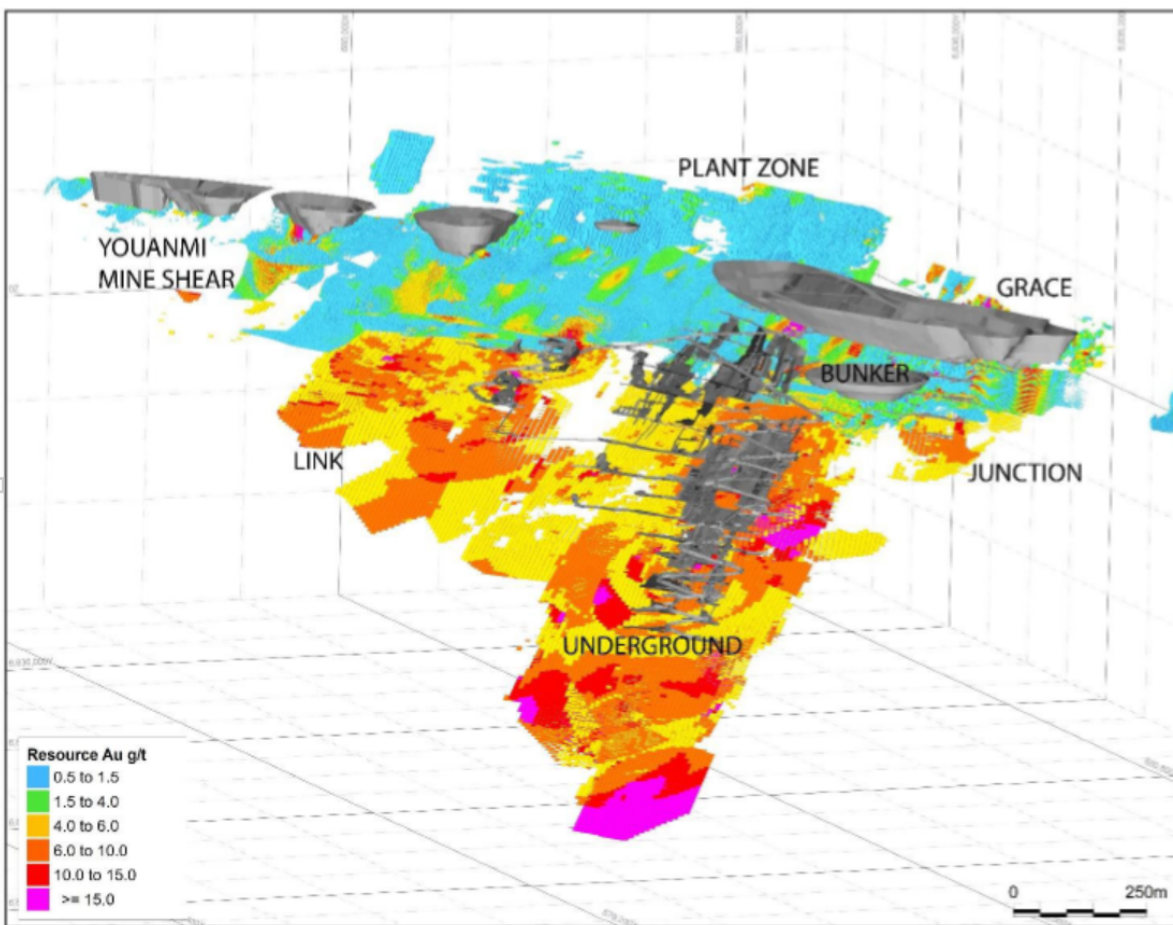 PLANT ZONE
YOUANMI
MINE SHEAR
GRACE
BUNKER
LINK
JUNCTION
UNDERGROUND
Resource Au g/t
0.5 to 1.5
1.5 to 4.0
4.0 to 6.0
6.0 to 10.0
10.0 to 15.0
>= 15.0
0 250m